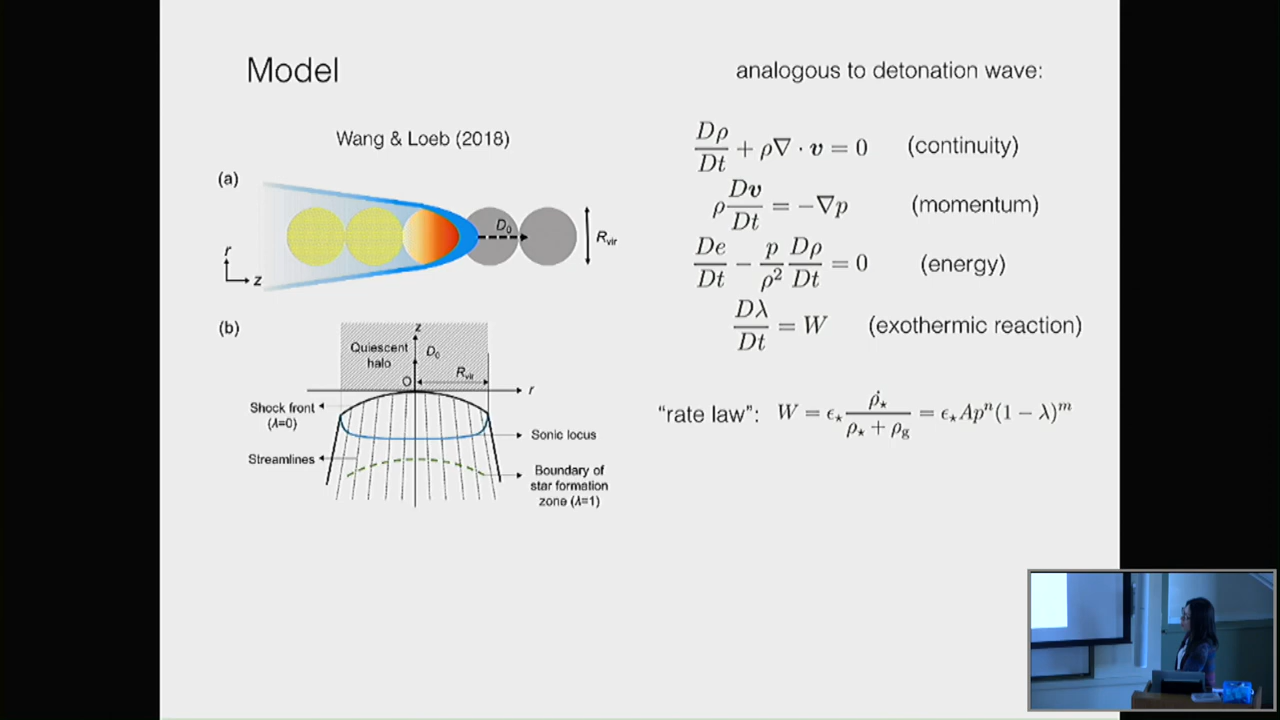 Model
Wang & Loeb (2018)
(a)
D₀
R_vir
r
z
(b)
z
Quiescent
halo
D₀
R_vir
O
r
Shock front
(λ=0)
Sonic locus
Streamlines
Boundary of
star formation
zone (λ=1)
analogous to detonation wave:
Dρ/Dt + ρ∇ · v = 0 (continuity)
ρ Dv/Dt = −∇p (momentum)
De/Dt − p/ρ² Dρ/Dt = 0 (energy)
Dλ/Dt = W (exothermic reaction)
“rate law”: W = ϵ⋆ ρ̇⋆/(ρ⋆ + ρ_g) = ϵ⋆Apⁿ(1 − λ)ᵐ